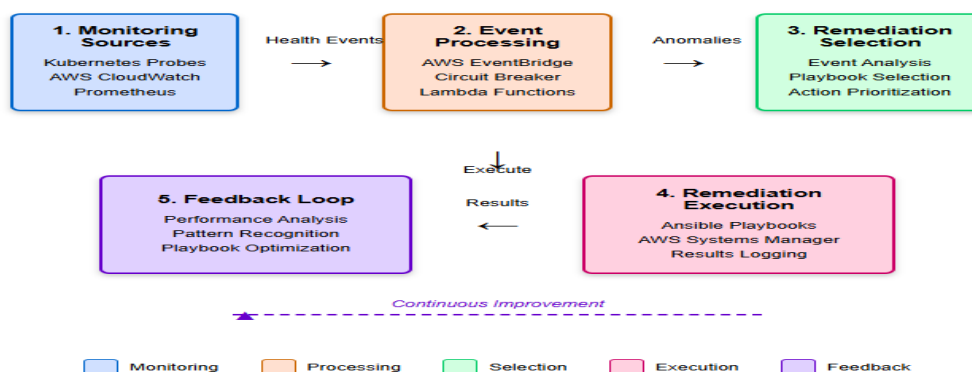 1. Monitoring
Sources
Kubernetes Probes
AWS CloudWatch
Prometheus
Health Events
2. Event
Processing
AWS EventBridge
Circuit Breaker
Lambda Functions
Anomalies
3. Remediation
Selection
Event Analysis
Playbook Selection
Action Prioritization
Execute
Results
4. Remediation
Execution
Ansible Playbooks
AWS Systems Manager
Results Logging
5. Feedback Loop
Performance Analysis
Pattern Recognition
Playbook Optimization
Continuous Improvement
Monitoring
Processing
Selection
Execution
Feedback